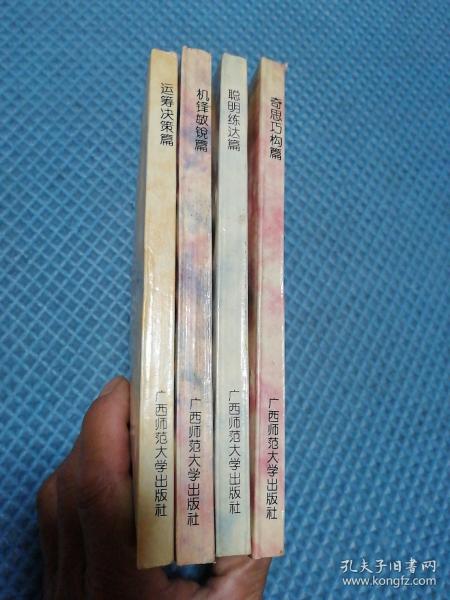 运筹决策篇
广西师范大学出版社
机锋敏锐篇
广西师范大学出版社
聪明练达篇
广西师范大学出版社
奇思巧构篇
广西师范大学出版社
孔夫子旧书网
www.kongfz.com